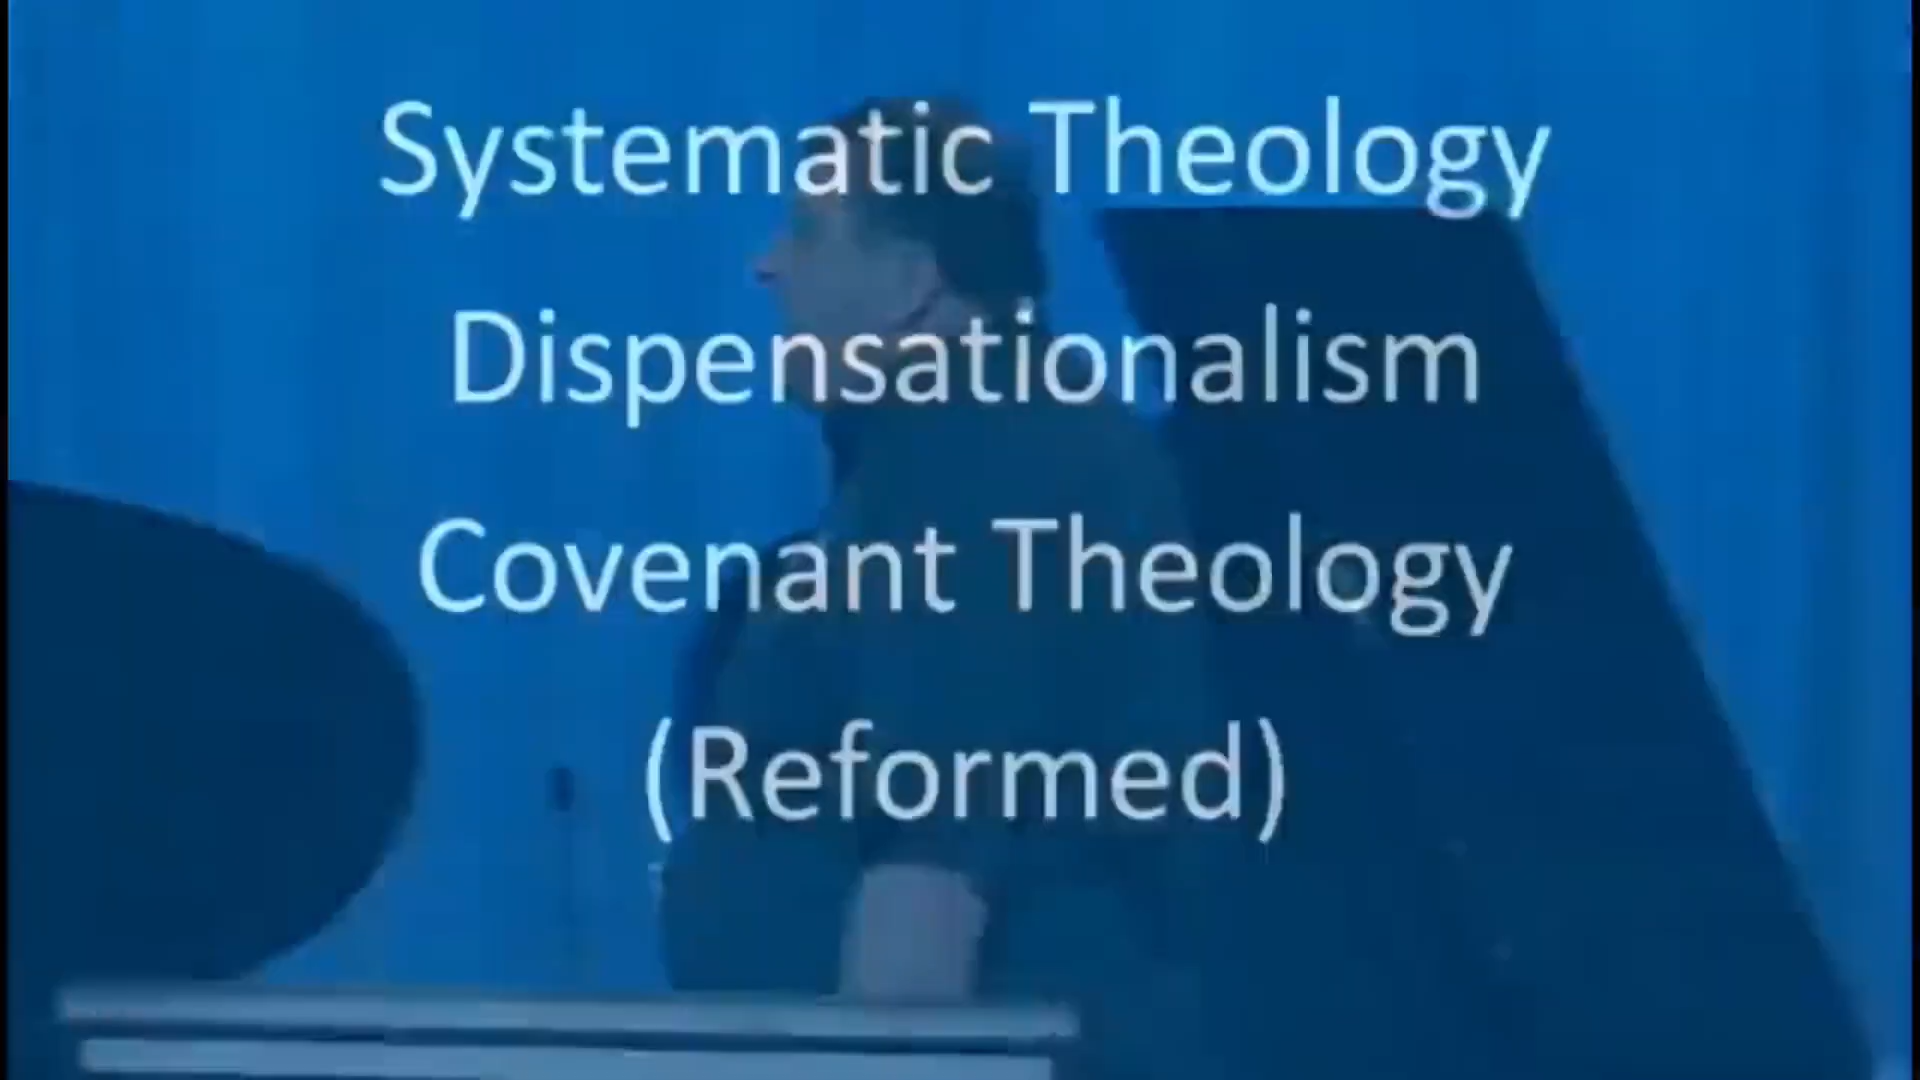 Systematic Theology
Dispensationalism
Covenant Theology
(Reformed)